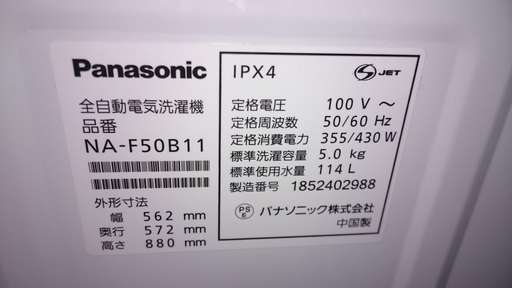 Panasonic
全自動電気洗濯機
品番
NA-F50B11
外形寸法
幅 562 mm
奥行 572 mm
高さ 880 mm
IPX4
S JET
定格電圧 100 V ～
定格周波数 50/60 Hz
定格消費電力 355/430 W
標準洗濯容量 5.0 kg
標準使用水量 114 L
製造番号 1852402988
PS E パナソニック株式会社
中国製